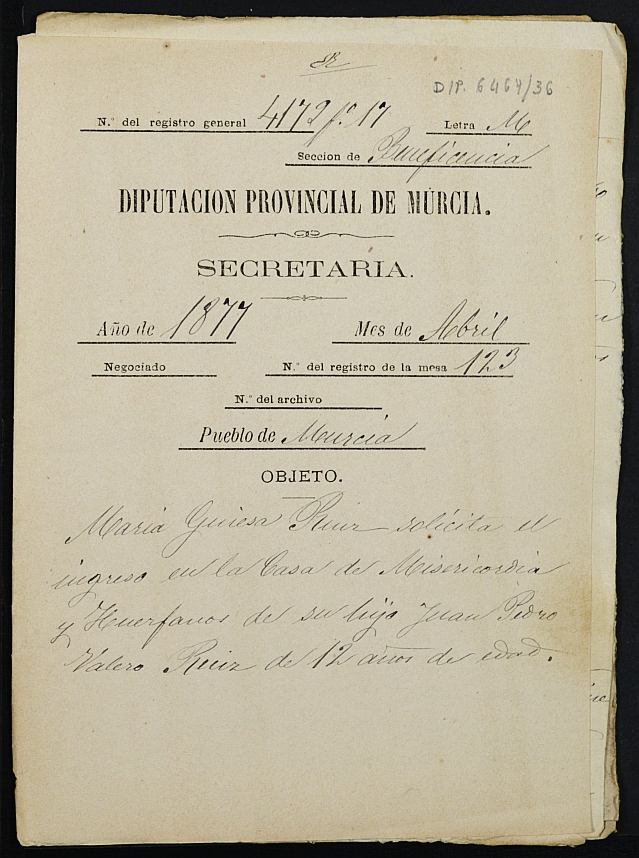 DIP. 6464/36
N.º del registro general 4172 fº 17 Letra M
Seccion de Beneficencia
DIPUTACION PROVINCIAL DE MURCIA.
SECRETARIA.
Año de 1877 Mes de Abril
Negociado N.º del registro de la mesa 123
N.º del archivo
Pueblo de Murcia
OBJETO.
Maria Ruiz solicita el
ingreso en la Casa de Misericordia
y Huerfanos de su hijo Juan Pedro
Valero Ruiz de 12 años de edad.